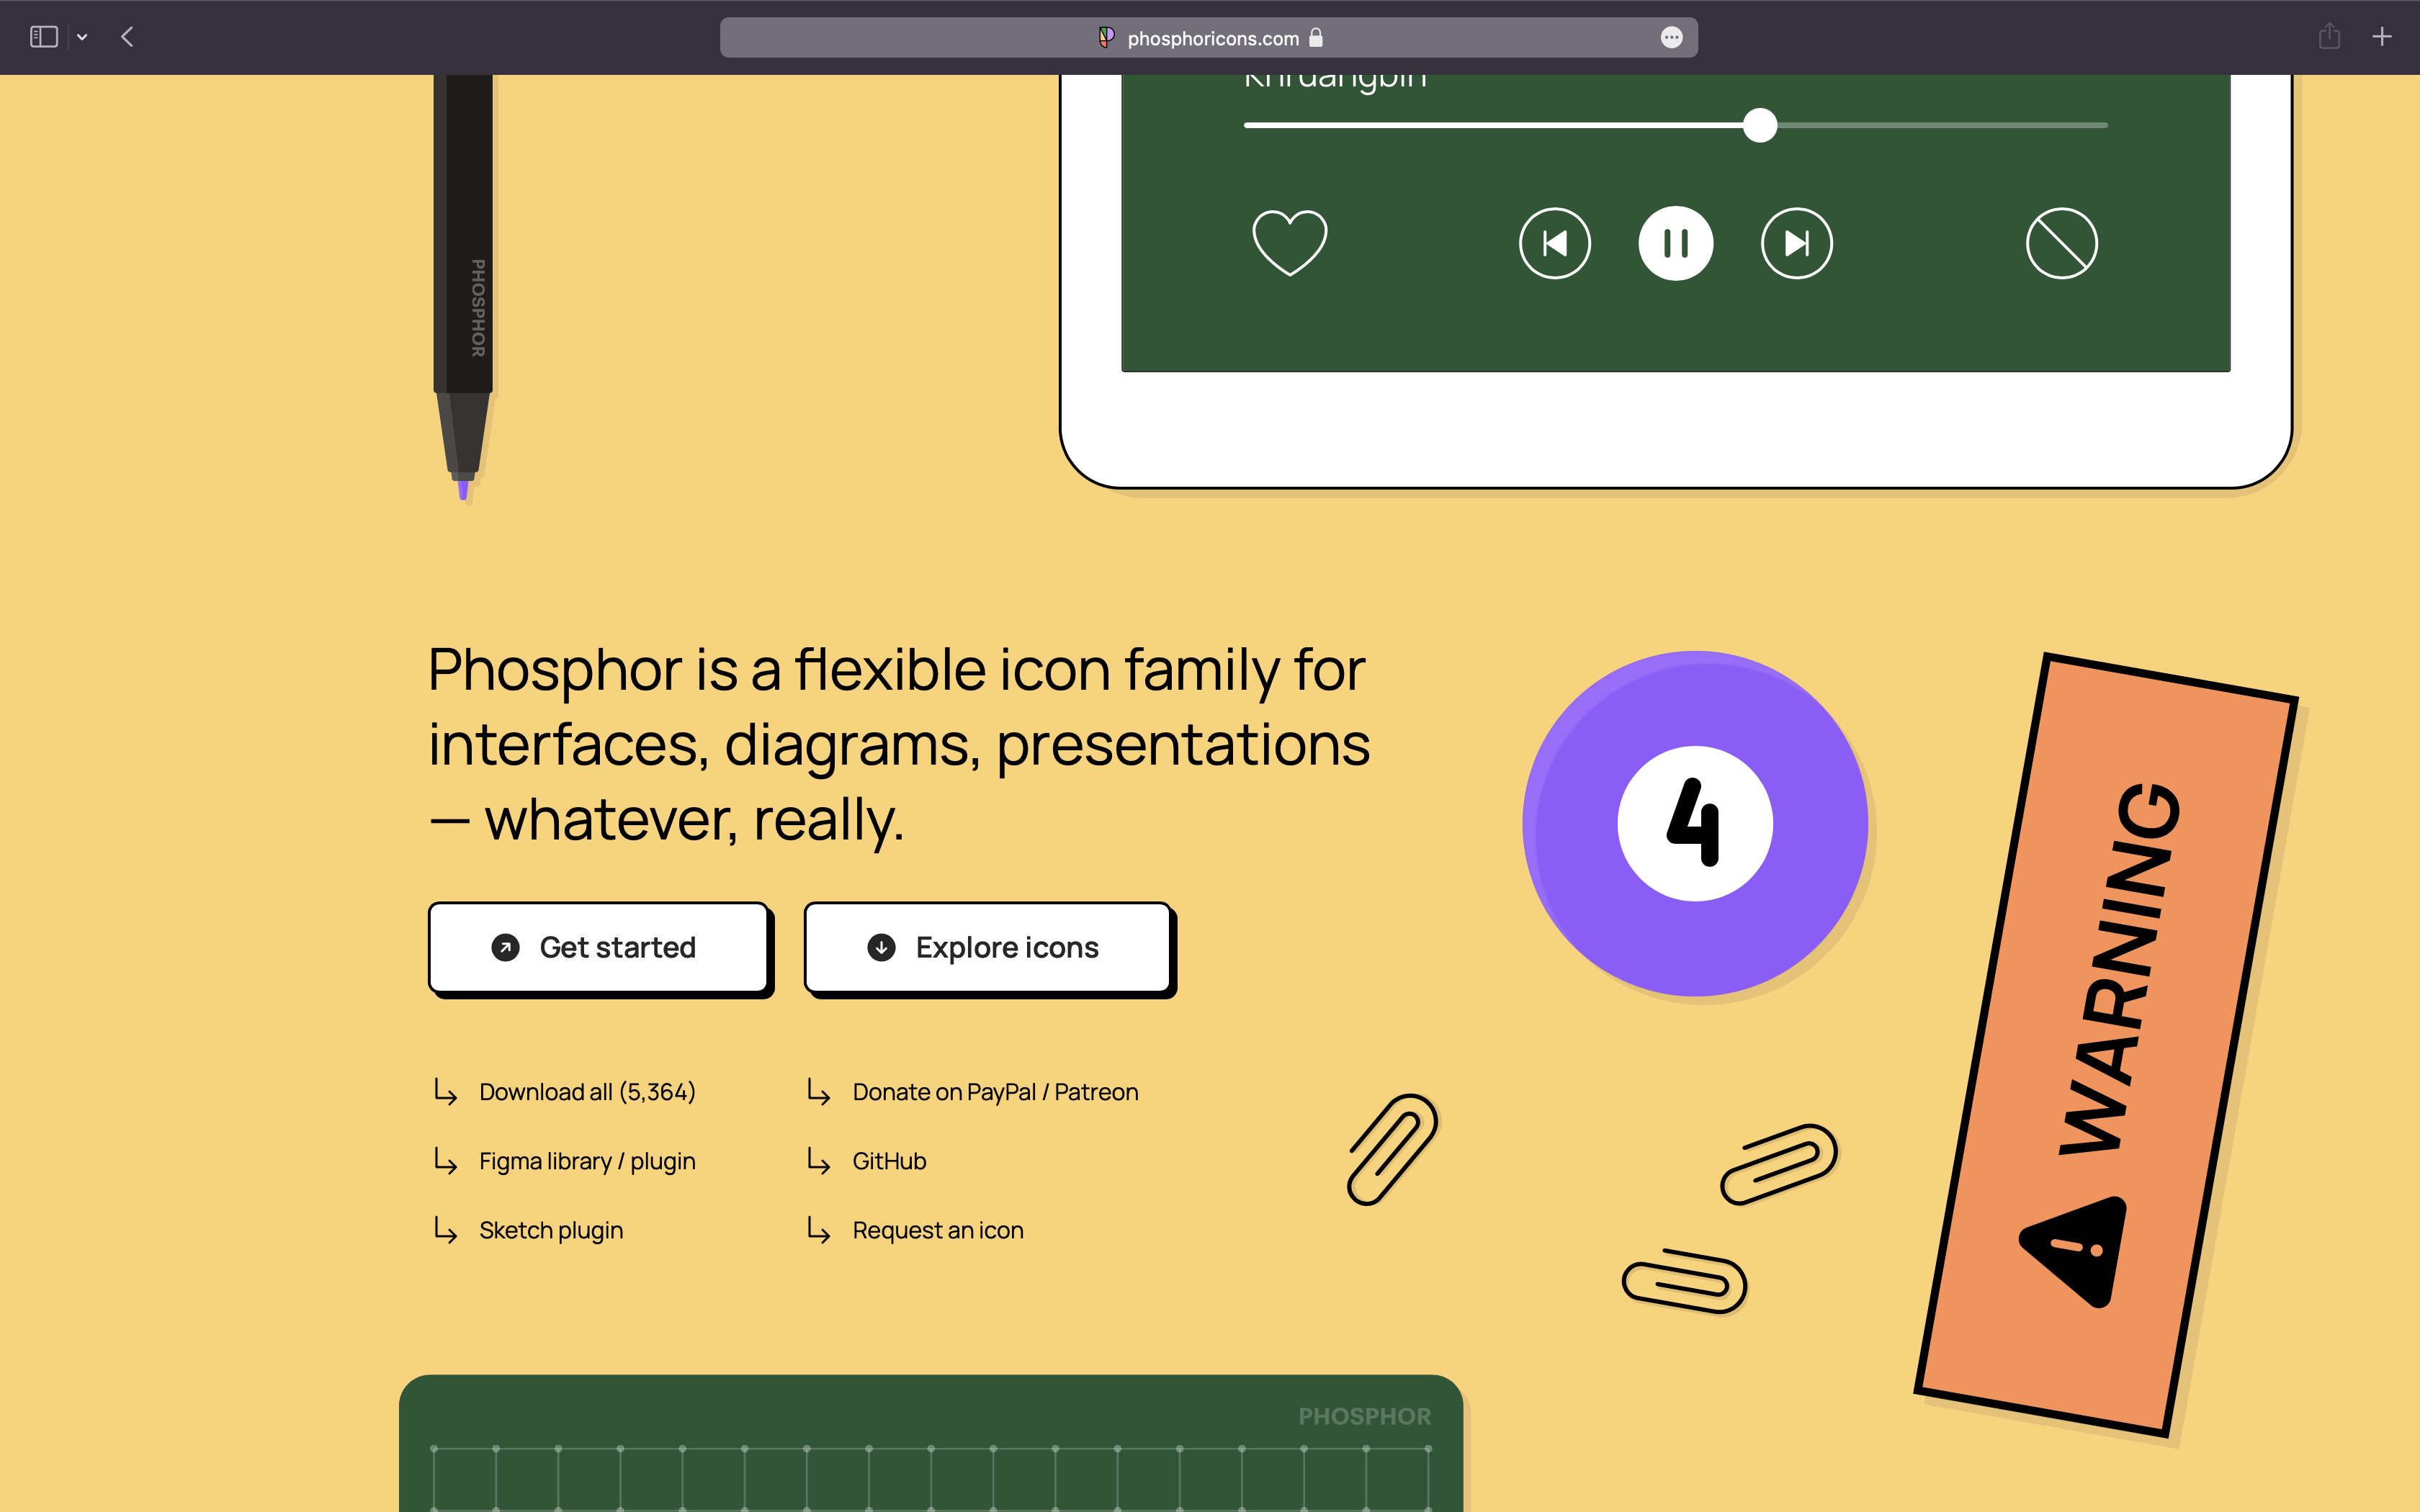 phosphoricons.com
Khruangbin
PHOSPHOR
Phosphor is a flexible icon family for
interfaces, diagrams, presentations
— whatever, really.
4
WARNING
Get started
Explore icons
Download all (5,364)
Donate on PayPal / Patreon
Figma library / plugin
GitHub
Sketch plugin
Request an icon
PHOSPHOR